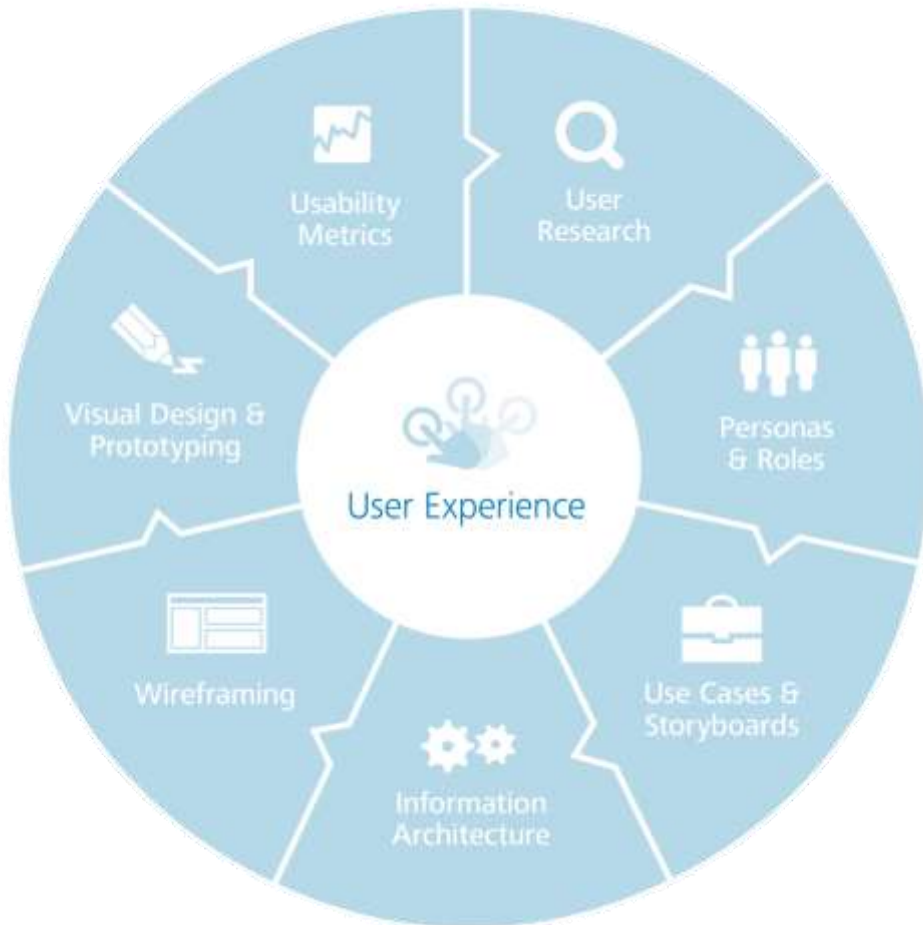 Usability
Metrics
User
Research
Visual Design &
Prototyping
Personas
& Roles
User Experience
Wireframing
Use Cases &
Storyboards
Information
Architecture